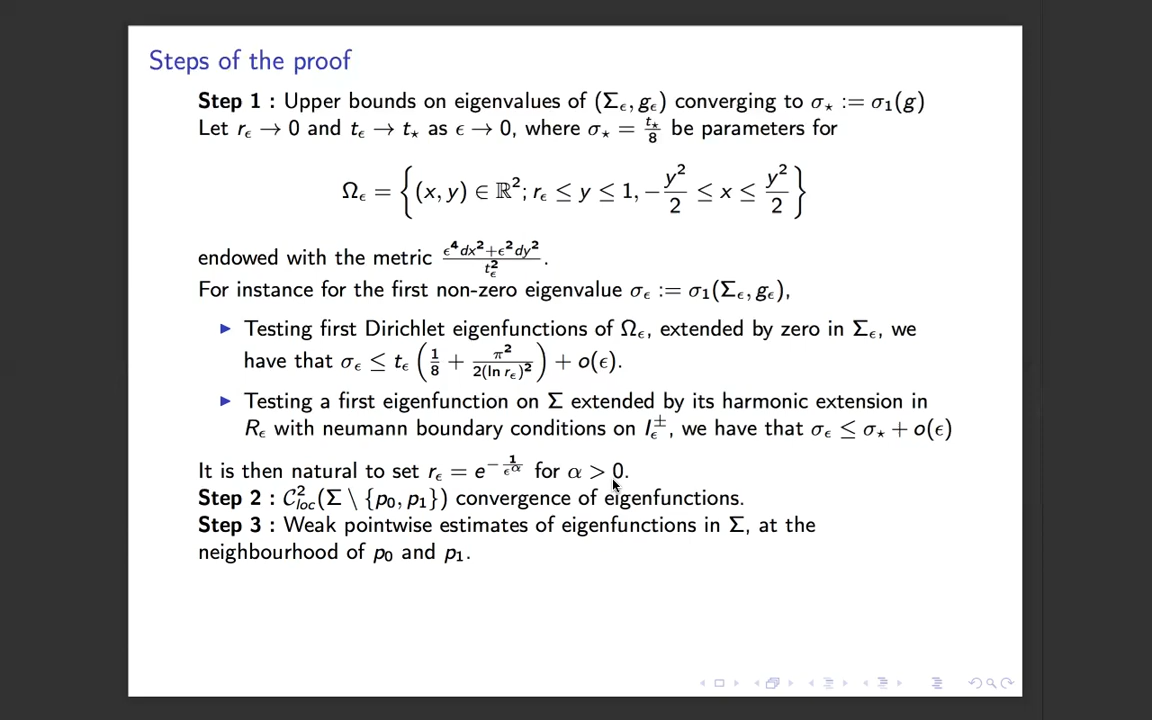 Steps of the proof
Step 1 : Upper bounds on eigenvalues of (Σ_ϵ, g_ϵ) converging to σ_⋆ := σ_1(g)
Let r_ϵ → 0 and t_ϵ → t_⋆ as ϵ → 0, where σ_⋆ = t_⋆/8 be parameters for
Ω_ϵ = {(x, y) ∈ ℝ²; r_ϵ ≤ y ≤ 1, −y²/2 ≤ x ≤ y²/2}
endowed with the metric (ϵ⁴dx²+ϵ²dy²)/t_ϵ².
For instance for the first non-zero eigenvalue σ_ϵ := σ_1(Σ_ϵ, g_ϵ),
▶ Testing first Dirichlet eigenfunctions of Ω_ϵ, extended by zero in Σ_ϵ, we
have that σ_ϵ ≤ t_ϵ (1/8 + π²/(2(ln r_ϵ)²)) + o(ϵ).
▶ Testing a first eigenfunction on Σ extended by its harmonic extension in
R_ϵ with neumann boundary conditions on I_ϵ^±, we have that σ_ϵ ≤ σ_⋆ + o(ϵ)
It is then natural to set r_ϵ = e^{−1/ϵ^α} for α > 0.
Step 2 : 𝒞²_loc(Σ \ {p_0, p_1}) convergence of eigenfunctions.
Step 3 : Weak pointwise estimates of eigenfunctions in Σ, at the
neighbourhood of p_0 and p_1.